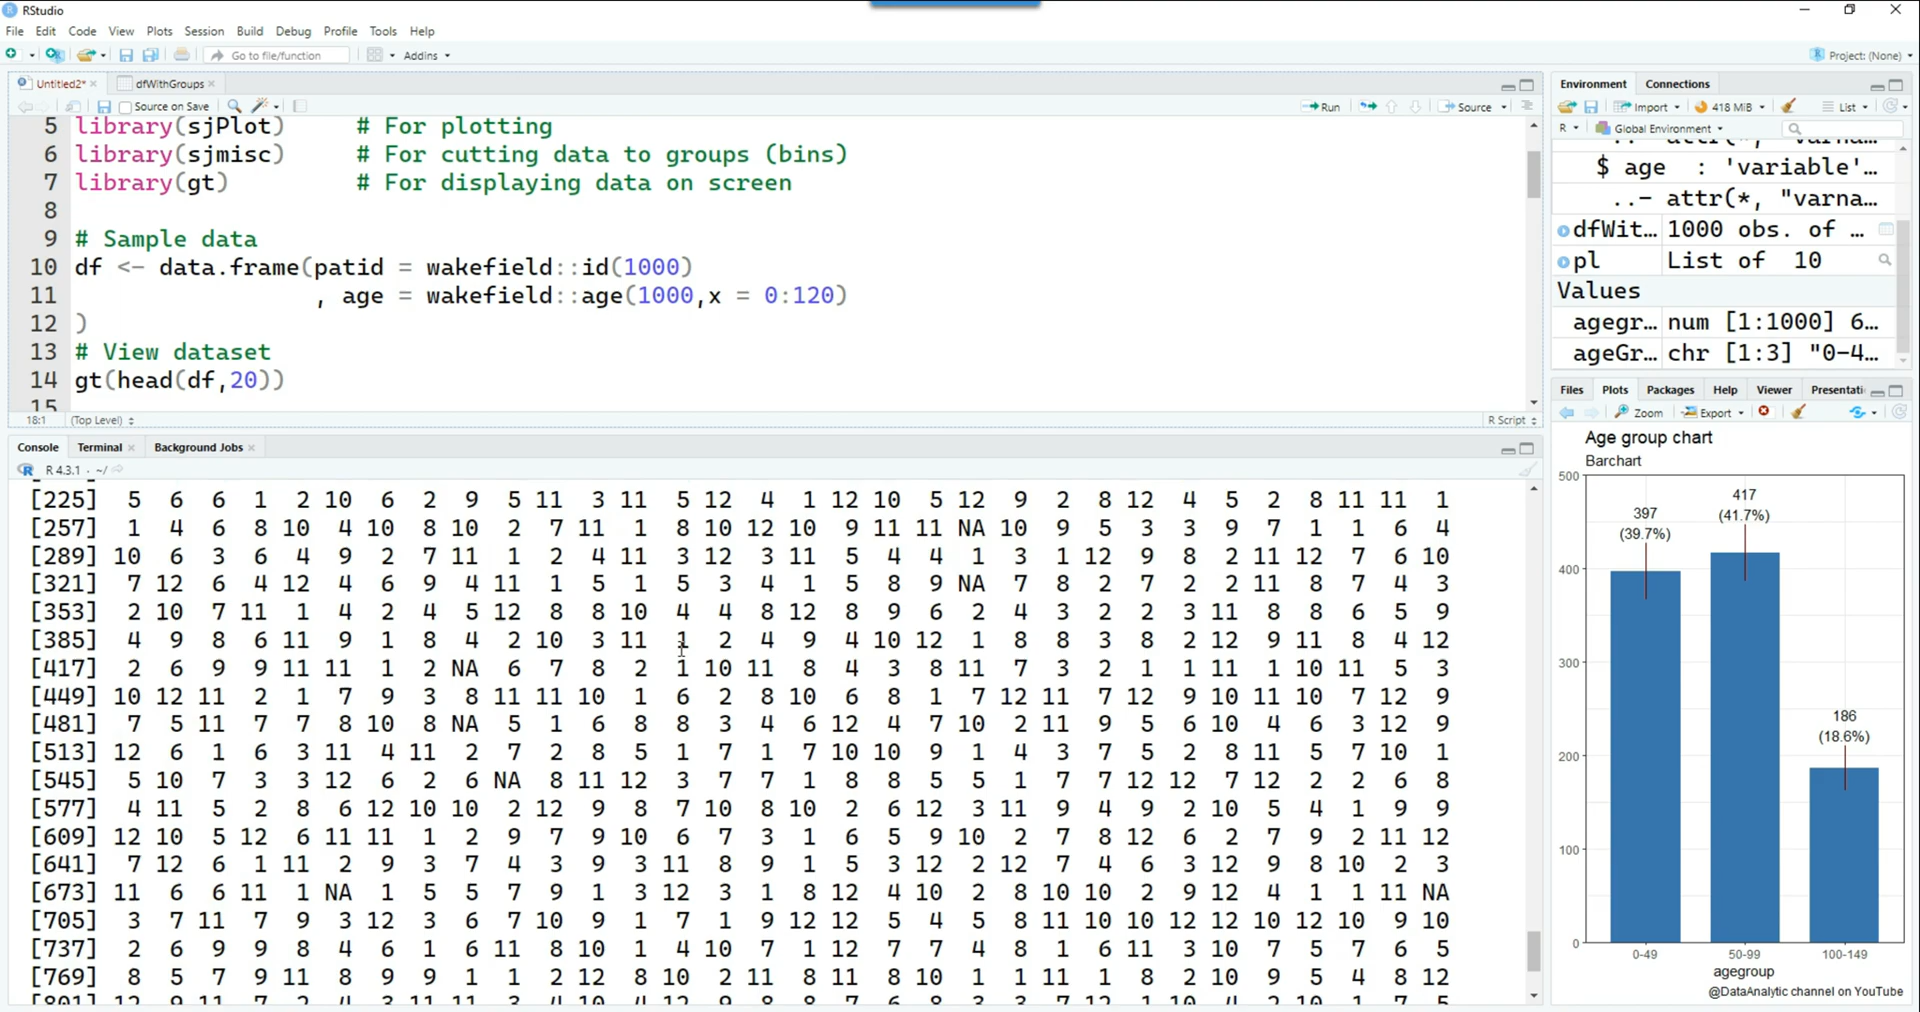 RStudio
File Edit Code View Plots Session Build Debug Profile Tools Help
Go to file/function Addins Project: (None)
Untitled2* dfWithGroups
Source on Save Run Source
5 library(sjPlot) # For plotting
6 library(sjmisc) # For cutting data to groups (bins)
7 library(gt) # For displaying data on screen
8
9 # Sample data
10 df <- data.frame(patid = wakefield::id(1000)
11 , age = wakefield::age(1000,x = 0:120)
12 )
13 # View dataset
14 gt(head(df,20))
15
18:1 (Top Level) R Script
Console Terminal Background Jobs
R 4.3.1 · ~/
[225] 5 6 6 1 2 10 6 2 9 5 11 3 11 5 12 4 1 12 10 5 12 9 2 8 12 4 5 2 8 11 11 1
[257] 1 4 6 8 10 4 10 8 10 2 7 11 1 8 10 12 10 9 11 11 NA 10 9 5 3 3 9 7 1 1 6 4
[289] 10 6 3 6 4 9 2 7 11 1 2 4 11 3 12 3 11 5 4 4 1 3 1 12 9 8 2 11 12 7 6 10
[321] 7 12 6 4 12 4 6 9 4 11 1 5 1 5 3 4 1 5 8 9 NA 7 8 2 7 2 2 11 8 7 4 3
[353] 2 10 7 11 1 4 2 4 5 12 8 8 10 4 4 8 12 8 9 6 2 4 3 2 2 3 11 8 8 6 5 9
[385] 4 9 8 6 11 9 1 8 4 2 10 3 11 1 2 4 9 4 10 12 1 8 8 3 8 2 12 9 11 8 4 12
[417] 2 6 9 9 11 11 1 2 NA 6 7 8 2 1 10 11 8 4 3 8 11 7 3 2 1 1 11 1 10 11 5 3
[449] 10 12 11 2 1 7 9 3 8 11 11 10 1 6 2 8 10 6 8 1 7 12 11 7 12 9 10 11 10 7 12 9
[481] 7 5 11 7 7 8 10 8 NA 5 1 6 8 8 3 4 6 12 4 7 10 2 11 9 5 6 10 4 6 3 12 9
[513] 12 6 1 6 3 11 4 11 2 7 2 8 5 1 7 1 7 10 10 9 1 4 3 7 5 2 8 11 5 7 10 1
[545] 5 10 7 3 3 12 6 2 6 NA 8 11 12 3 7 7 1 8 8 5 5 1 7 7 12 12 7 12 2 2 6 8
[577] 4 11 5 2 8 6 12 10 10 2 12 9 8 7 10 8 10 2 6 12 3 11 9 4 9 2 10 5 4 1 9 9
[609] 12 10 5 12 6 11 11 1 2 9 7 9 10 6 7 3 1 6 5 9 10 2 7 8 12 6 2 7 9 2 11 12
[641] 7 12 6 1 11 2 9 3 7 4 3 9 3 11 8 9 1 5 3 12 2 12 7 4 6 3 12 9 8 10 2 3
[673] 11 6 6 11 1 NA 1 5 5 7 9 1 3 12 3 1 8 12 4 10 2 8 10 10 2 9 12 4 1 1 11 NA
[705] 3 7 11 7 9 3 12 3 6 7 10 9 1 7 1 9 12 12 5 4 5 8 11 10 10 12 12 10 12 10 9 10
[737] 2 6 9 9 8 4 6 1 6 11 8 10 1 4 10 7 1 12 7 7 4 8 1 6 11 3 10 7 5 7 6 5
[769] 8 5 7 9 11 8 9 9 1 1 2 12 8 10 2 11 8 11 8 10 1 1 11 1 8 2 10 9 5 4 8 12
[801] 12 9 11 7 2 4 3 11 11 3 4 10 4 12 9 8 8 7 6 8 3 3 7 12 1 10 4 2 10 1 7 5
Environment Connections
Import 418 MiB List
R Global Environment
..- attr(*, "varna...
$ age : 'variable'...
..- attr(*, "varna...
dfWit... 1000 obs. of ...
pl List of 10
Values
agegr... num [1:1000] 6...
ageGr... chr [1:3] "0-4...
Files Plots Packages Help Viewer Presentati
Zoom Export
Age group chart
Barchart
500
417
(41.7%)
397
(39.7%)
400
300
186
(18.6%)
200
100
0
0-49 50-99 100-149
agegroup
@DataAnalytic channel on YouTube